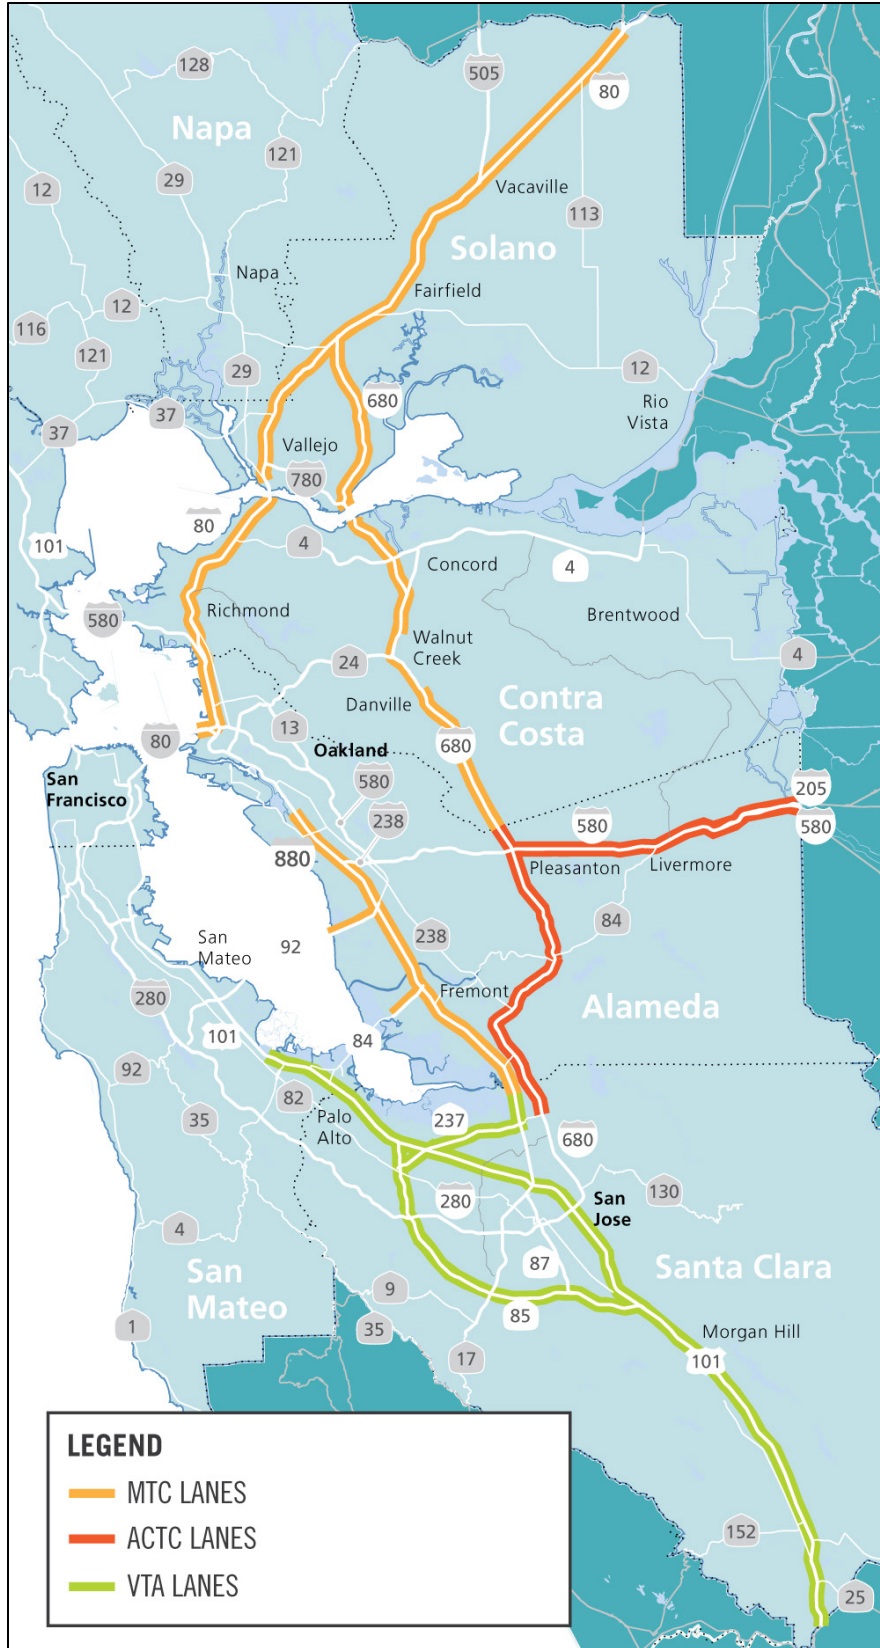 128
505
80
Napa
121
12
29
Vacaville
113
Solano
Napa
Fairfield
12
116
121
29
12
680
37
37
Rio
Vista
Vallejo
780
80
101
4
Concord
4
580
Richmond
Brentwood
Walnut
Creek
24
4
Danville
Contra
Costa
13
80
Oakland
680
San
Francisco
580
205
238
580
580
880
Pleasanton
Livermore
84
San
Mateo
92
238
280
Fremont
Alameda
101
84
92
82
35
Palo
Alto
237
680
280
San
Jose
130
4
87
Santa Clara
San
Mateo
9
85
1
35
Morgan Hill
17
101
LEGEND
MTC LANES
ACTC LANES
152
VTA LANES
25